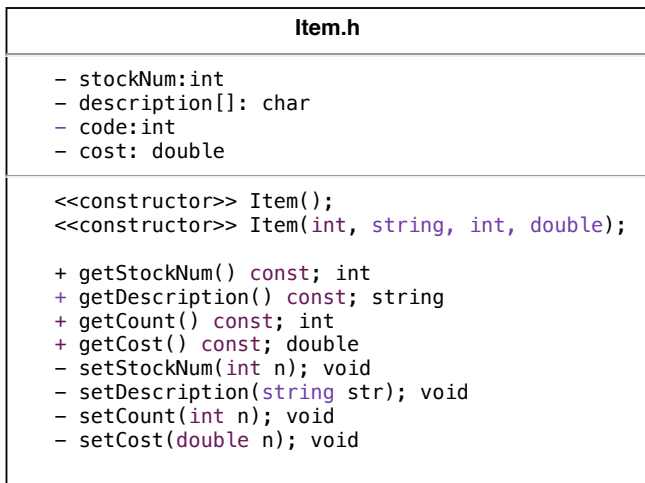 Item.h
– stockNum:int
– description[]: char
– code:int
– cost: double
<<constructor>> Item();
<<constructor>> Item(int, string, int, double);
+ getStockNum() const; int
+ getDescription() const; string
+ getCount() const; int
+ getCost() const; double
– setStockNum(int n); void
– setDescription(string str); void
– setCount(int n); void
– setCost(double n); void